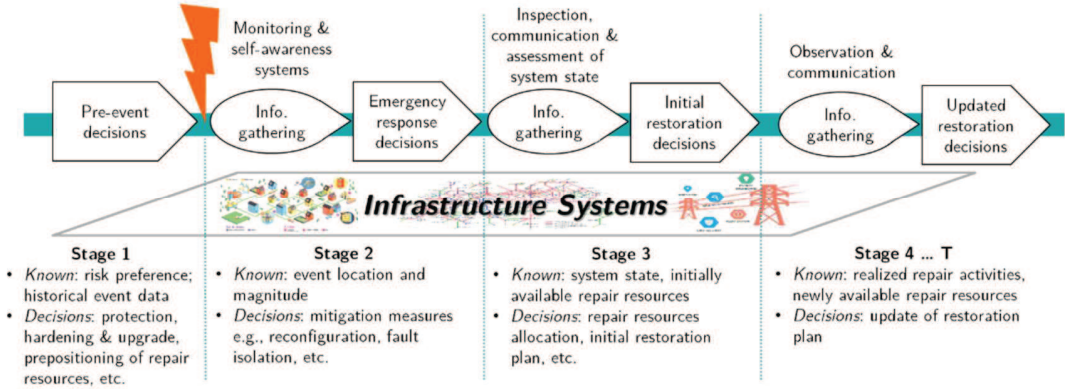 Monitoring &
self-awareness
systems
Inspection,
communication &
assessment of
system state
Observation &
communication
Pre-event
decisions
Info.
gathering
Emergency
response
decisions
Info.
gathering
Initial
restoration
decisions
Info.
gathering
Updated
restoration
decisions
Infrastructure Systems
Stage 1
• Known: risk preference;
historical event data
• Decisions: protection,
hardening & upgrade,
prepositioning of repair
resources, etc.
Stage 2
• Known: event location and
magnitude
• Decisions: mitigation measures
e.g., reconfiguration, fault
isolation, etc.
Stage 3
• Known: system state, initially
available repair resources
• Decisions: repair resources
allocation, initial restoration
plan, etc.
Stage 4 ... T
• Known: realized repair activities,
newly available repair resources
• Decisions: update of restoration
plan